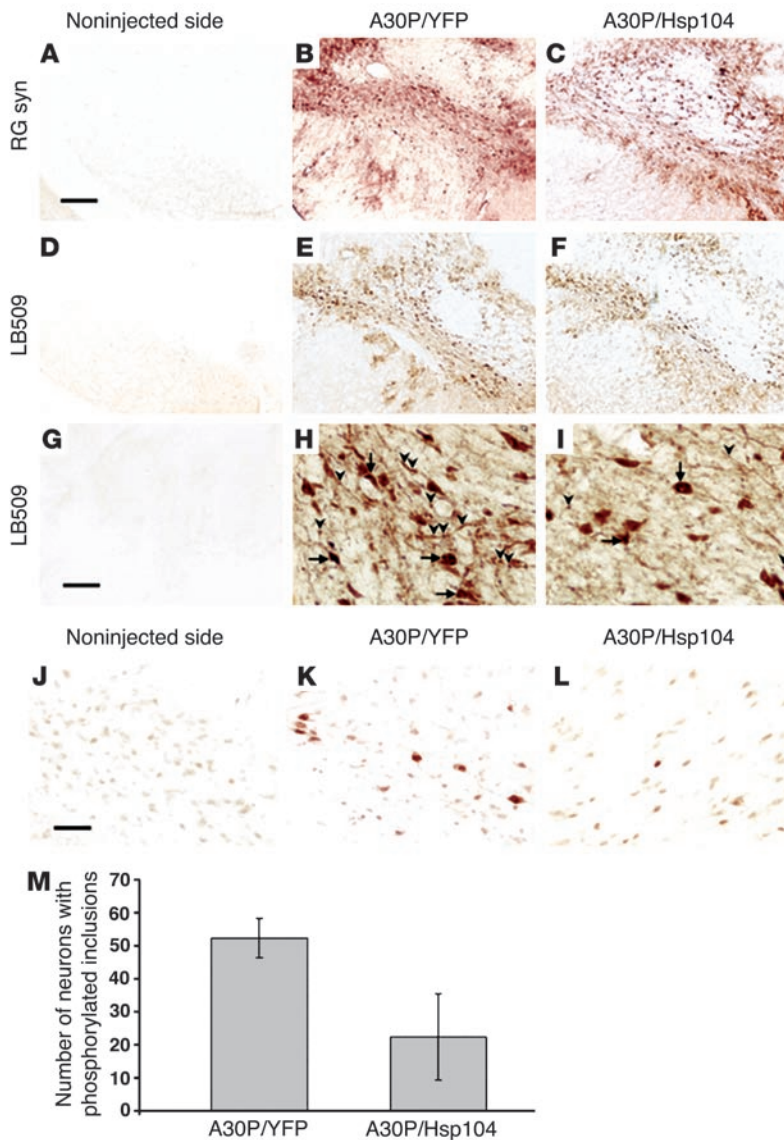 Noninjected side A30P/YFP A30P/Hsp104
A B C
RG syn
D E F
LB509
G H I
LB509
Noninjected side A30P/YFP A30P/Hsp104
J K L
M
Number of neurons with
phosphorylated inclusions
70
60
50
40
30
20
10
0
A30P/YFP A30P/Hsp104